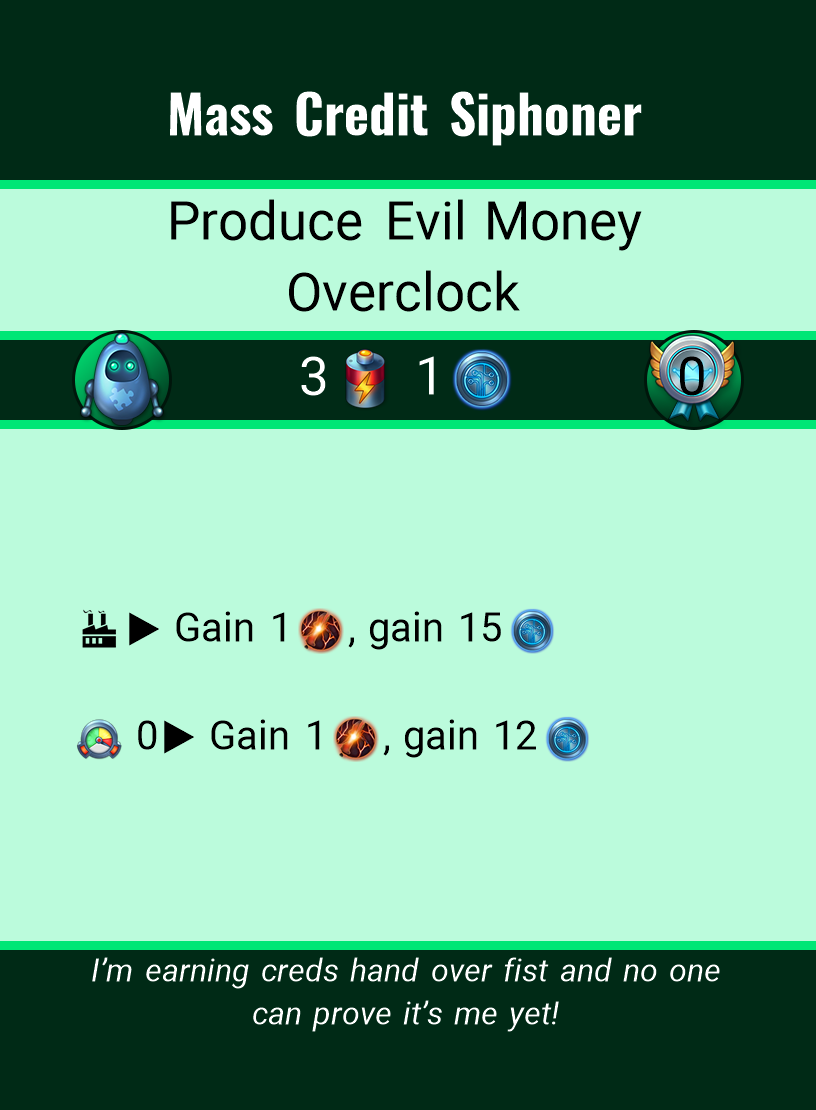 Mass Credit Siphoner
Produce Evil Money
Overclock
3 1 0
Gain 1, gain 15
0 Gain 1, gain 12
I'm earning creds hand over fist and no one
can prove it's me yet!